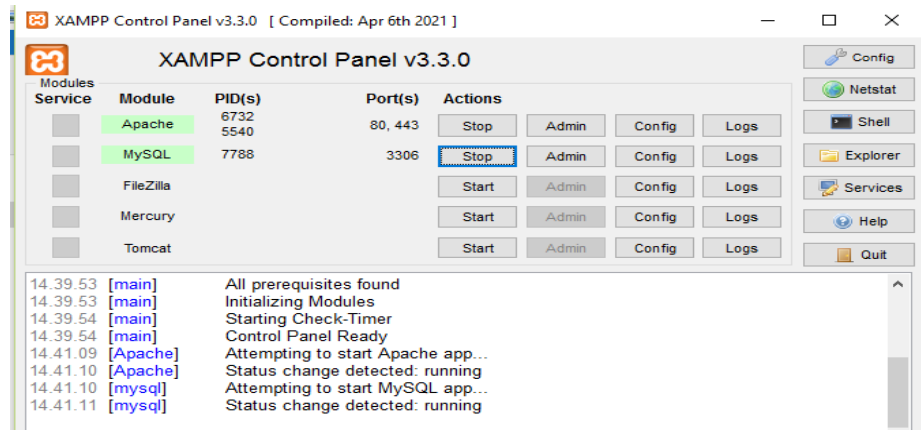 XAMPP Control Panel v3.3.0 [ Compiled: Apr 6th 2021 ]
XAMPP Control Panel v3.3.0
Config
Modules
Netstat
Service Module PID(s) Port(s) Actions
Apache 6732 5540 80, 443 Stop Admin Config Logs
Shell
MySQL 7788 3306 Stop Admin Config Logs
Explorer
FileZilla Start Admin Config Logs
Services
Mercury Start Admin Config Logs
Help
Tomcat Start Admin Config Logs
Quit
14.39.53 [main] All prerequisites found
14.39.53 [main] Initializing Modules
14.39.54 [main] Starting Check-Timer
14.39.54 [main] Control Panel Ready
14.41.09 [Apache] Attempting to start Apache app...
14.41.10 [Apache] Status change detected: running
14.41.10 [mysql] Attempting to start MySQL app...
14.41.11 [mysql] Status change detected: running